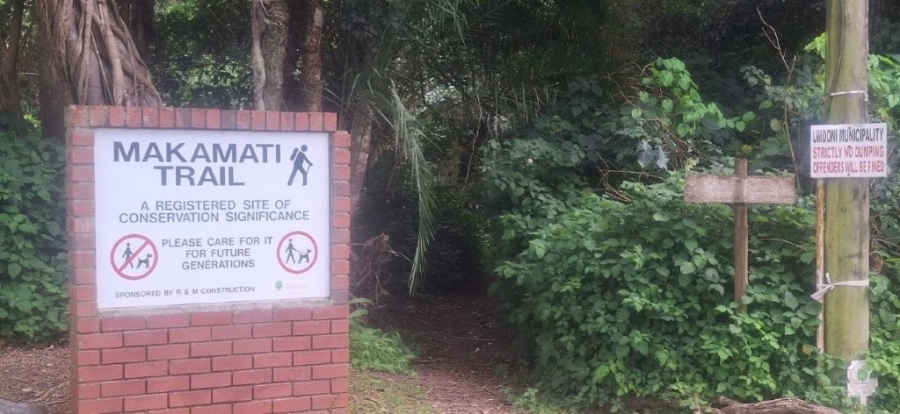 MAKAMATI
TRAIL
A REGISTERED SITE OF
CONSERVATION SIGNIFICANCE
PLEASE CARE FOR IT
FOR FUTURE
GENERATIONS
SPONSORED BY R & M CONSTRUCTION
UMDONI MUNICIPALITY
STRICTLY NO DUMPING
OFFENDERS WILL BE FINED